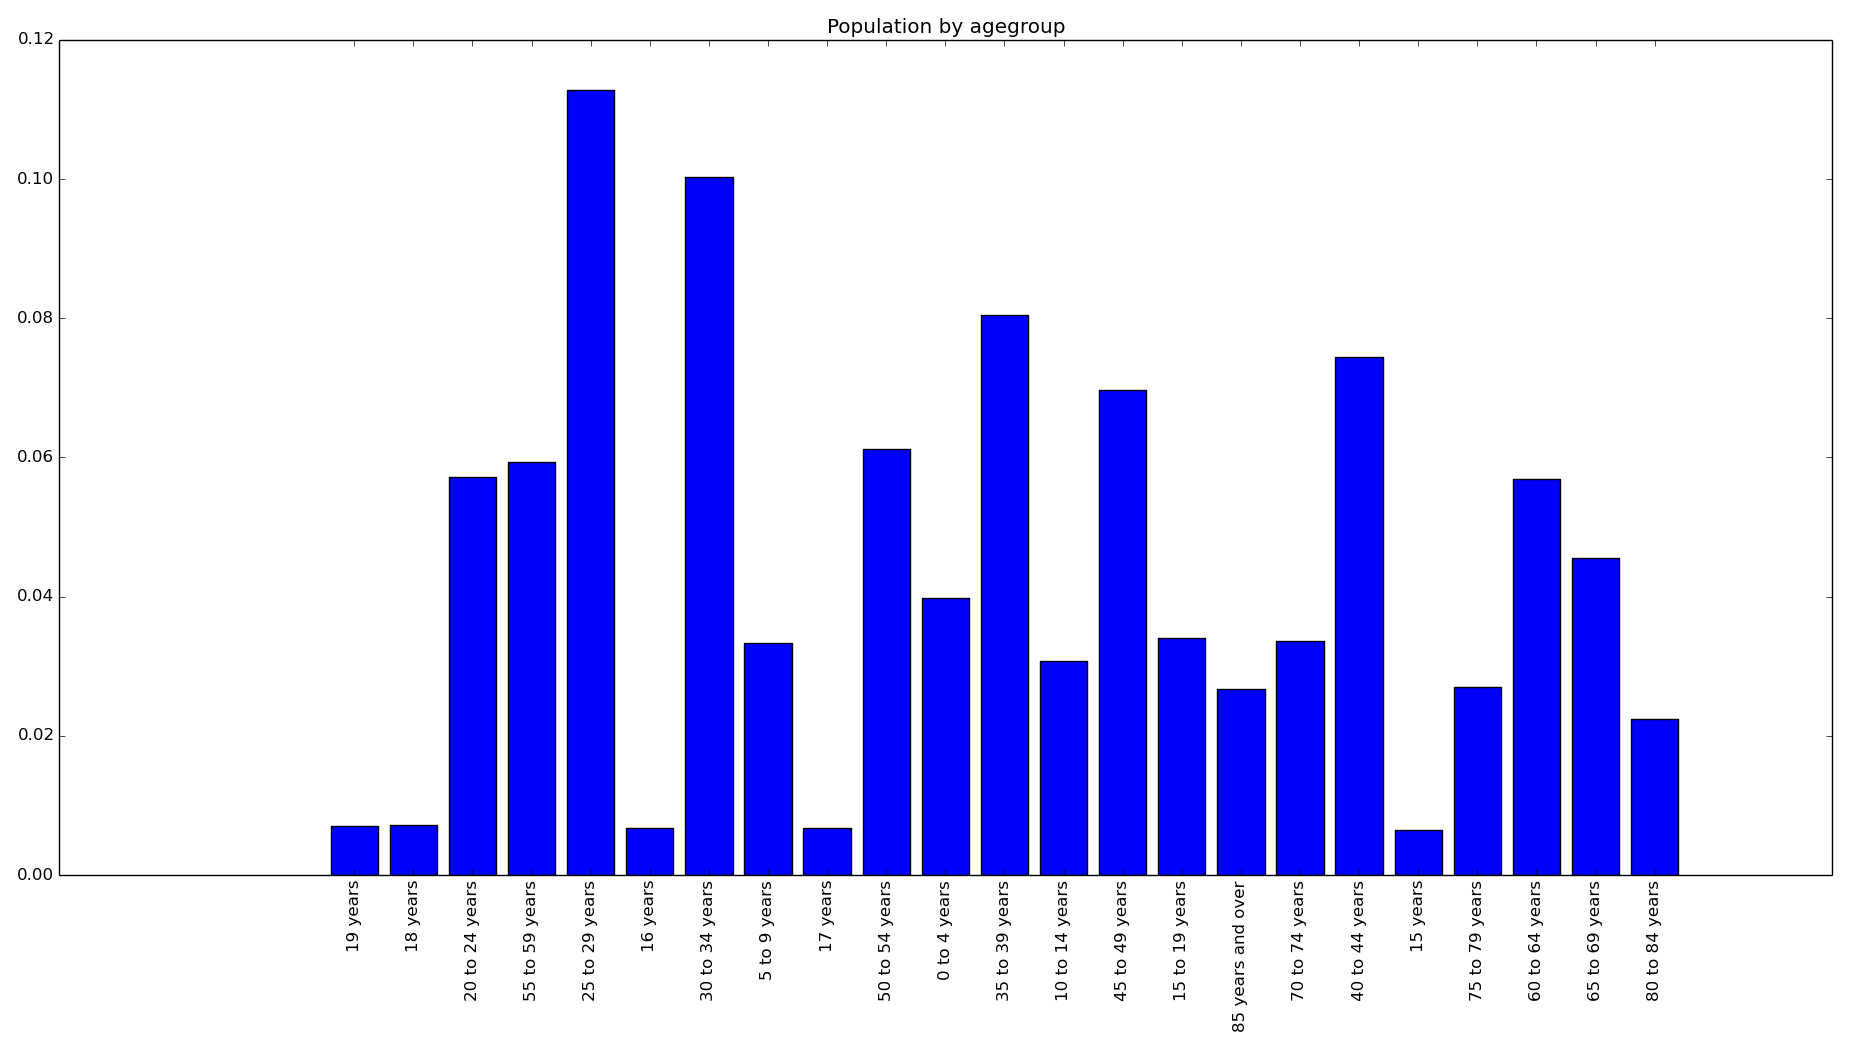 Population by agegroup
0.12
0.10
0.08
0.06
0.04
0.02
0.00
19 years
18 years
20 to 24 years
55 to 59 years
25 to 29 years
16 years
30 to 34 years
5 to 9 years
17 years
50 to 54 years
0 to 4 years
35 to 39 years
10 to 14 years
45 to 49 years
15 to 19 years
85 years and over
70 to 74 years
40 to 44 years
15 years
75 to 79 years
60 to 64 years
65 to 69 years
80 to 84 years